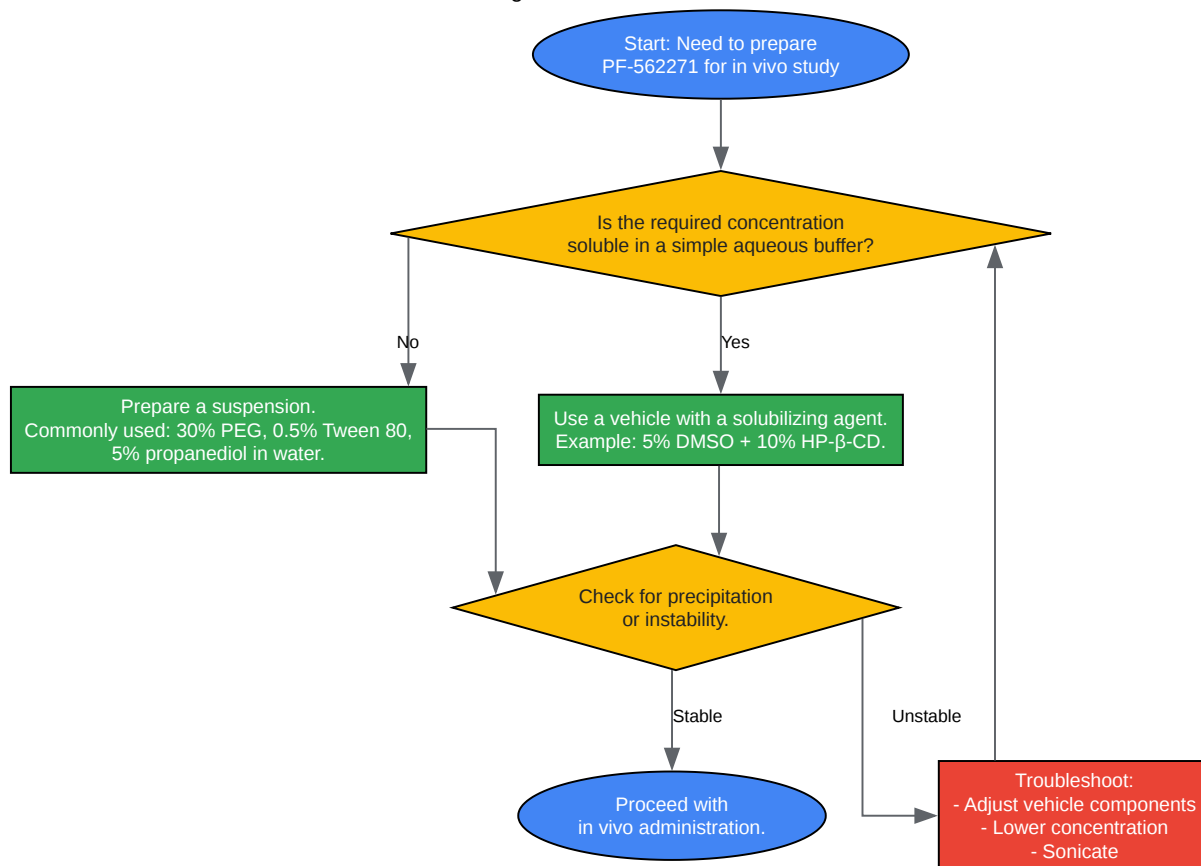 Start: Need to prepare
PF-562271 for in vivo study
Is the required concentration
soluble in a simple aqueous buffer?
No
Yes
Prepare a suspension.
Commonly used: 30% PEG, 0.5% Tween 80,
5% propanediol in water.
Use a vehicle with a solubilizing agent.
Example: 5% DMSO + 10% HP-β-CD.
Check for precipitation
or instability.
Stable
Unstable
Proceed with
in vivo administration.
Troubleshoot:
- Adjust vehicle components
- Lower concentration
- Sonicate